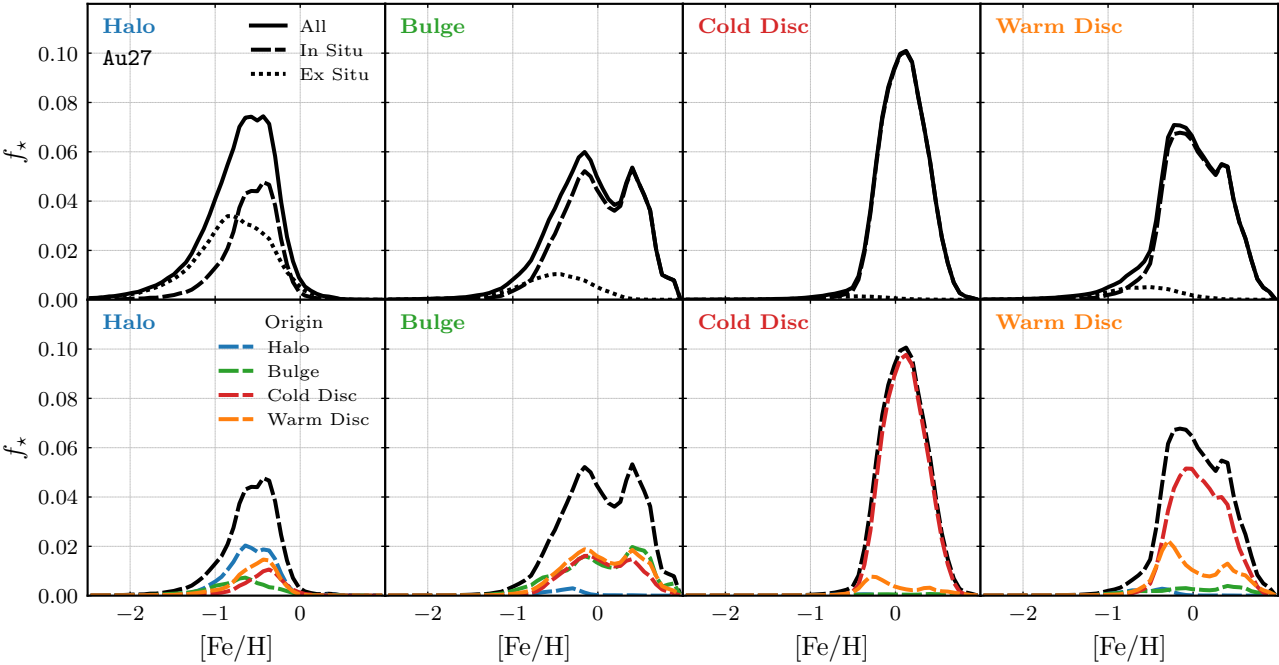 Halo
Au27
All
In Situ
Ex Situ
Bulge
Cold Disc
Warm Disc
0.10
0.08
0.06
0.04
0.02
0.00
f⋆
Halo
Origin
Halo
Bulge
Cold Disc
Warm Disc
Bulge
Cold Disc
Warm Disc
0.10
0.08
0.06
0.04
0.02
0.00
f⋆
−2 −1 0
−2 −1 0
−2 −1 0
−2 −1 0
[Fe/H]
[Fe/H]
[Fe/H]
[Fe/H]